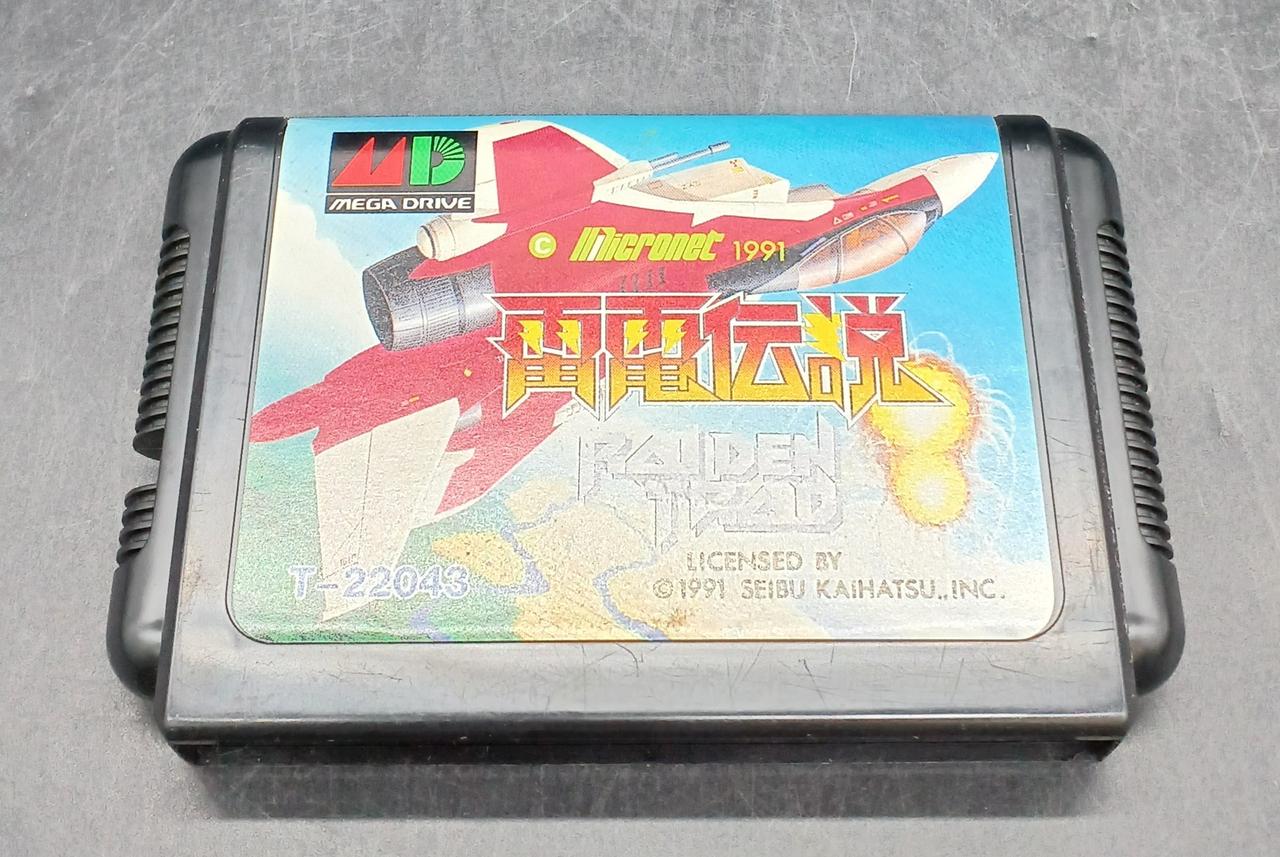 MD
MEGA DRIVE
© Micronet 1991
雷電伝説
RAIDEN
TRAD
T-22043
LICENSED BY
©1991 SEIBU KAIHATSU., INC.